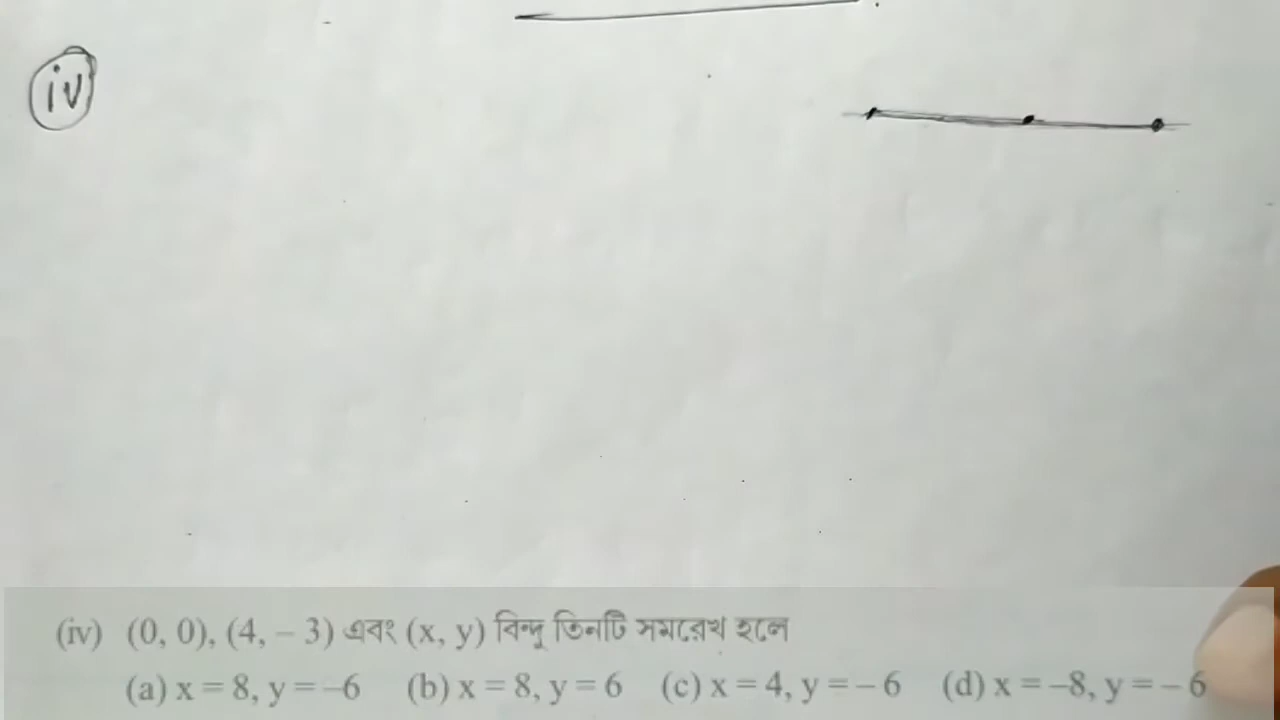 iv
(iv) (0, 0), (4, – 3) এবং (x, y) বিন্দু তিনটি সমরেখ হলে
(a) x = 8, y = –6 (b) x = 8, y = 6 (c) x = 4, y = – 6 (d) x = –8, y = – 6